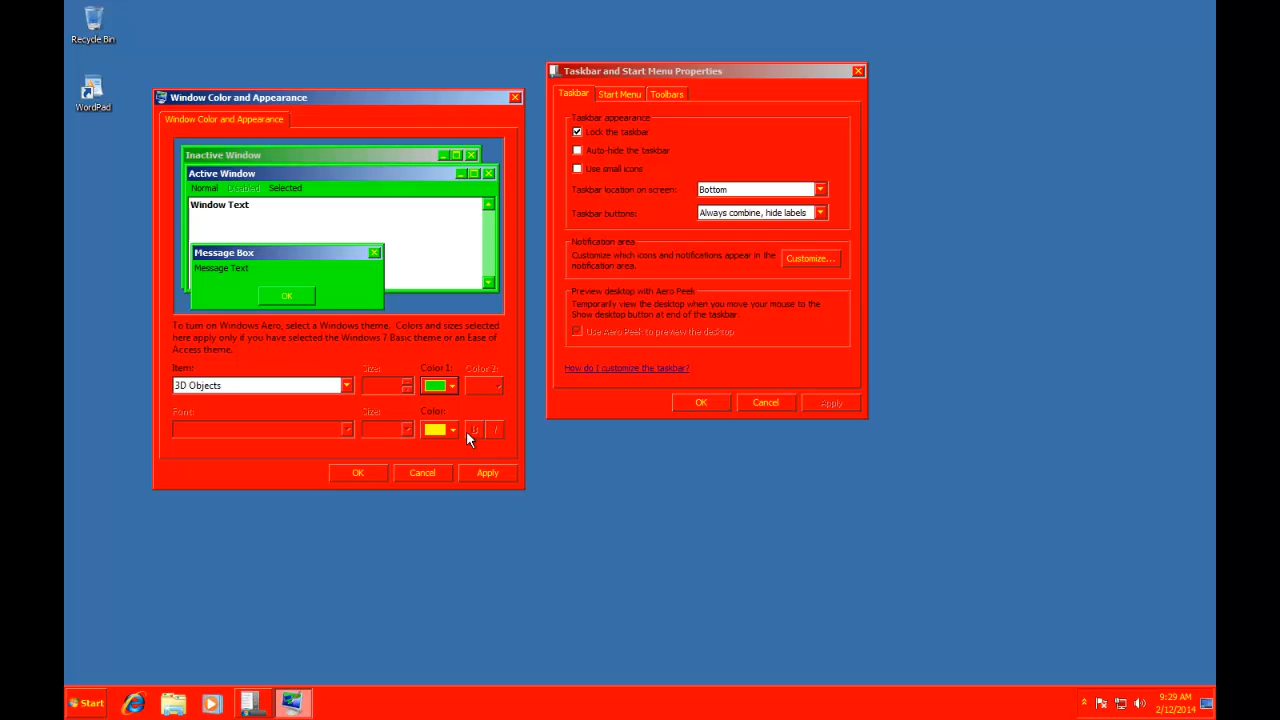 Recycle Bin
WordPad
Window Color and Appearance
Window Color and Appearance
Inactive Window
Active Window
Normal Disabled Selected
Window Text
Message Box
Message Text
OK
To turn on Windows Aero, select a Windows theme. Colors and sizes selected
here apply only if you have selected the Windows 7 Basic theme or an Ease of
Access theme.
Item: Size: Color 1: Color 2:
3D Objects
Font: Size: Color:
B I
OK Cancel Apply
Taskbar and Start Menu Properties
Taskbar Start Menu Toolbars
Taskbar appearance
Lock the taskbar
Auto-hide the taskbar
Use small icons
Taskbar location on screen: Bottom
Taskbar buttons: Always combine, hide labels
Notification area
Customize which icons and notifications appear in the
notification area.
Customize...
Preview desktop with Aero Peek
Temporarily view the desktop when you move your mouse to the
Show desktop button at end of the taskbar.
Use Aero Peek to preview the desktop
How do I customize the taskbar?
OK Cancel Apply
Start
9:29 AM
2/12/2014